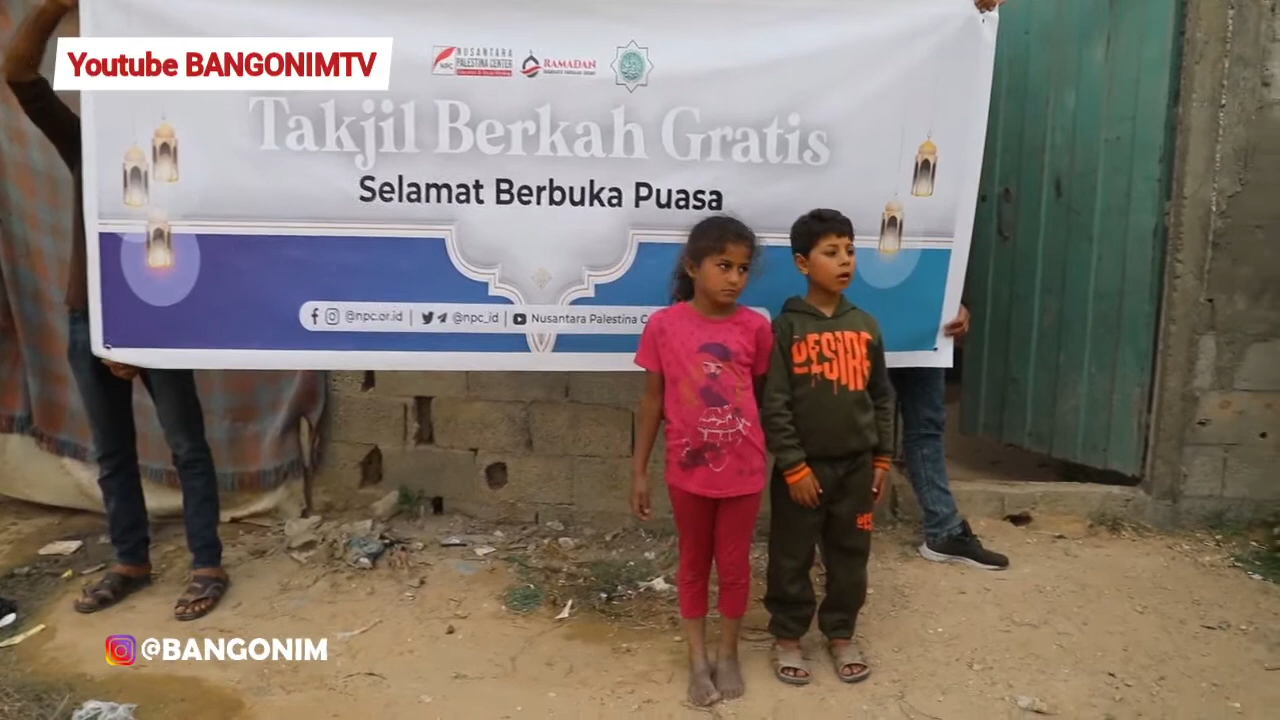 Youtube BANGONIMTV
NUSANTARA
PALESTINA CENTER
NPC
RAMADAN
Takjil Berkah Gratis
Selamat Berbuka Puasa
@npc.or.id | @npc_id | Nusantara Palestina C
DESIRE
@BANGONIM